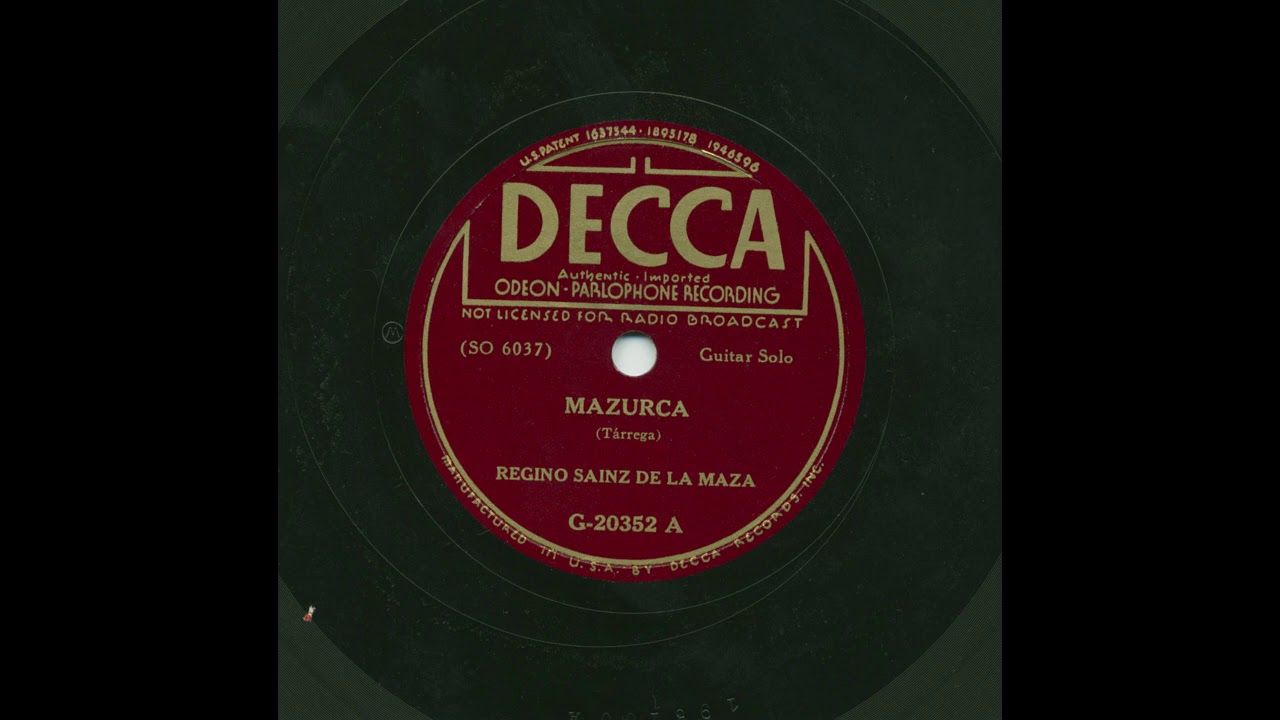 U.S. PATENT 1637544 · 1895178 1946596
DECCA
Authentic · Imported
ODEON - PARLOPHONE RECORDING
NOT LICENSED FOR RADIO BROADCAST
(SO 6037) Guitar Solo
MAZURCA
(Tárrega)
REGINO SAINZ DE LA MAZA
G-20352 A
MANUFACTURED IN U.S.A. BY DECCA RECORDS, INC.
M